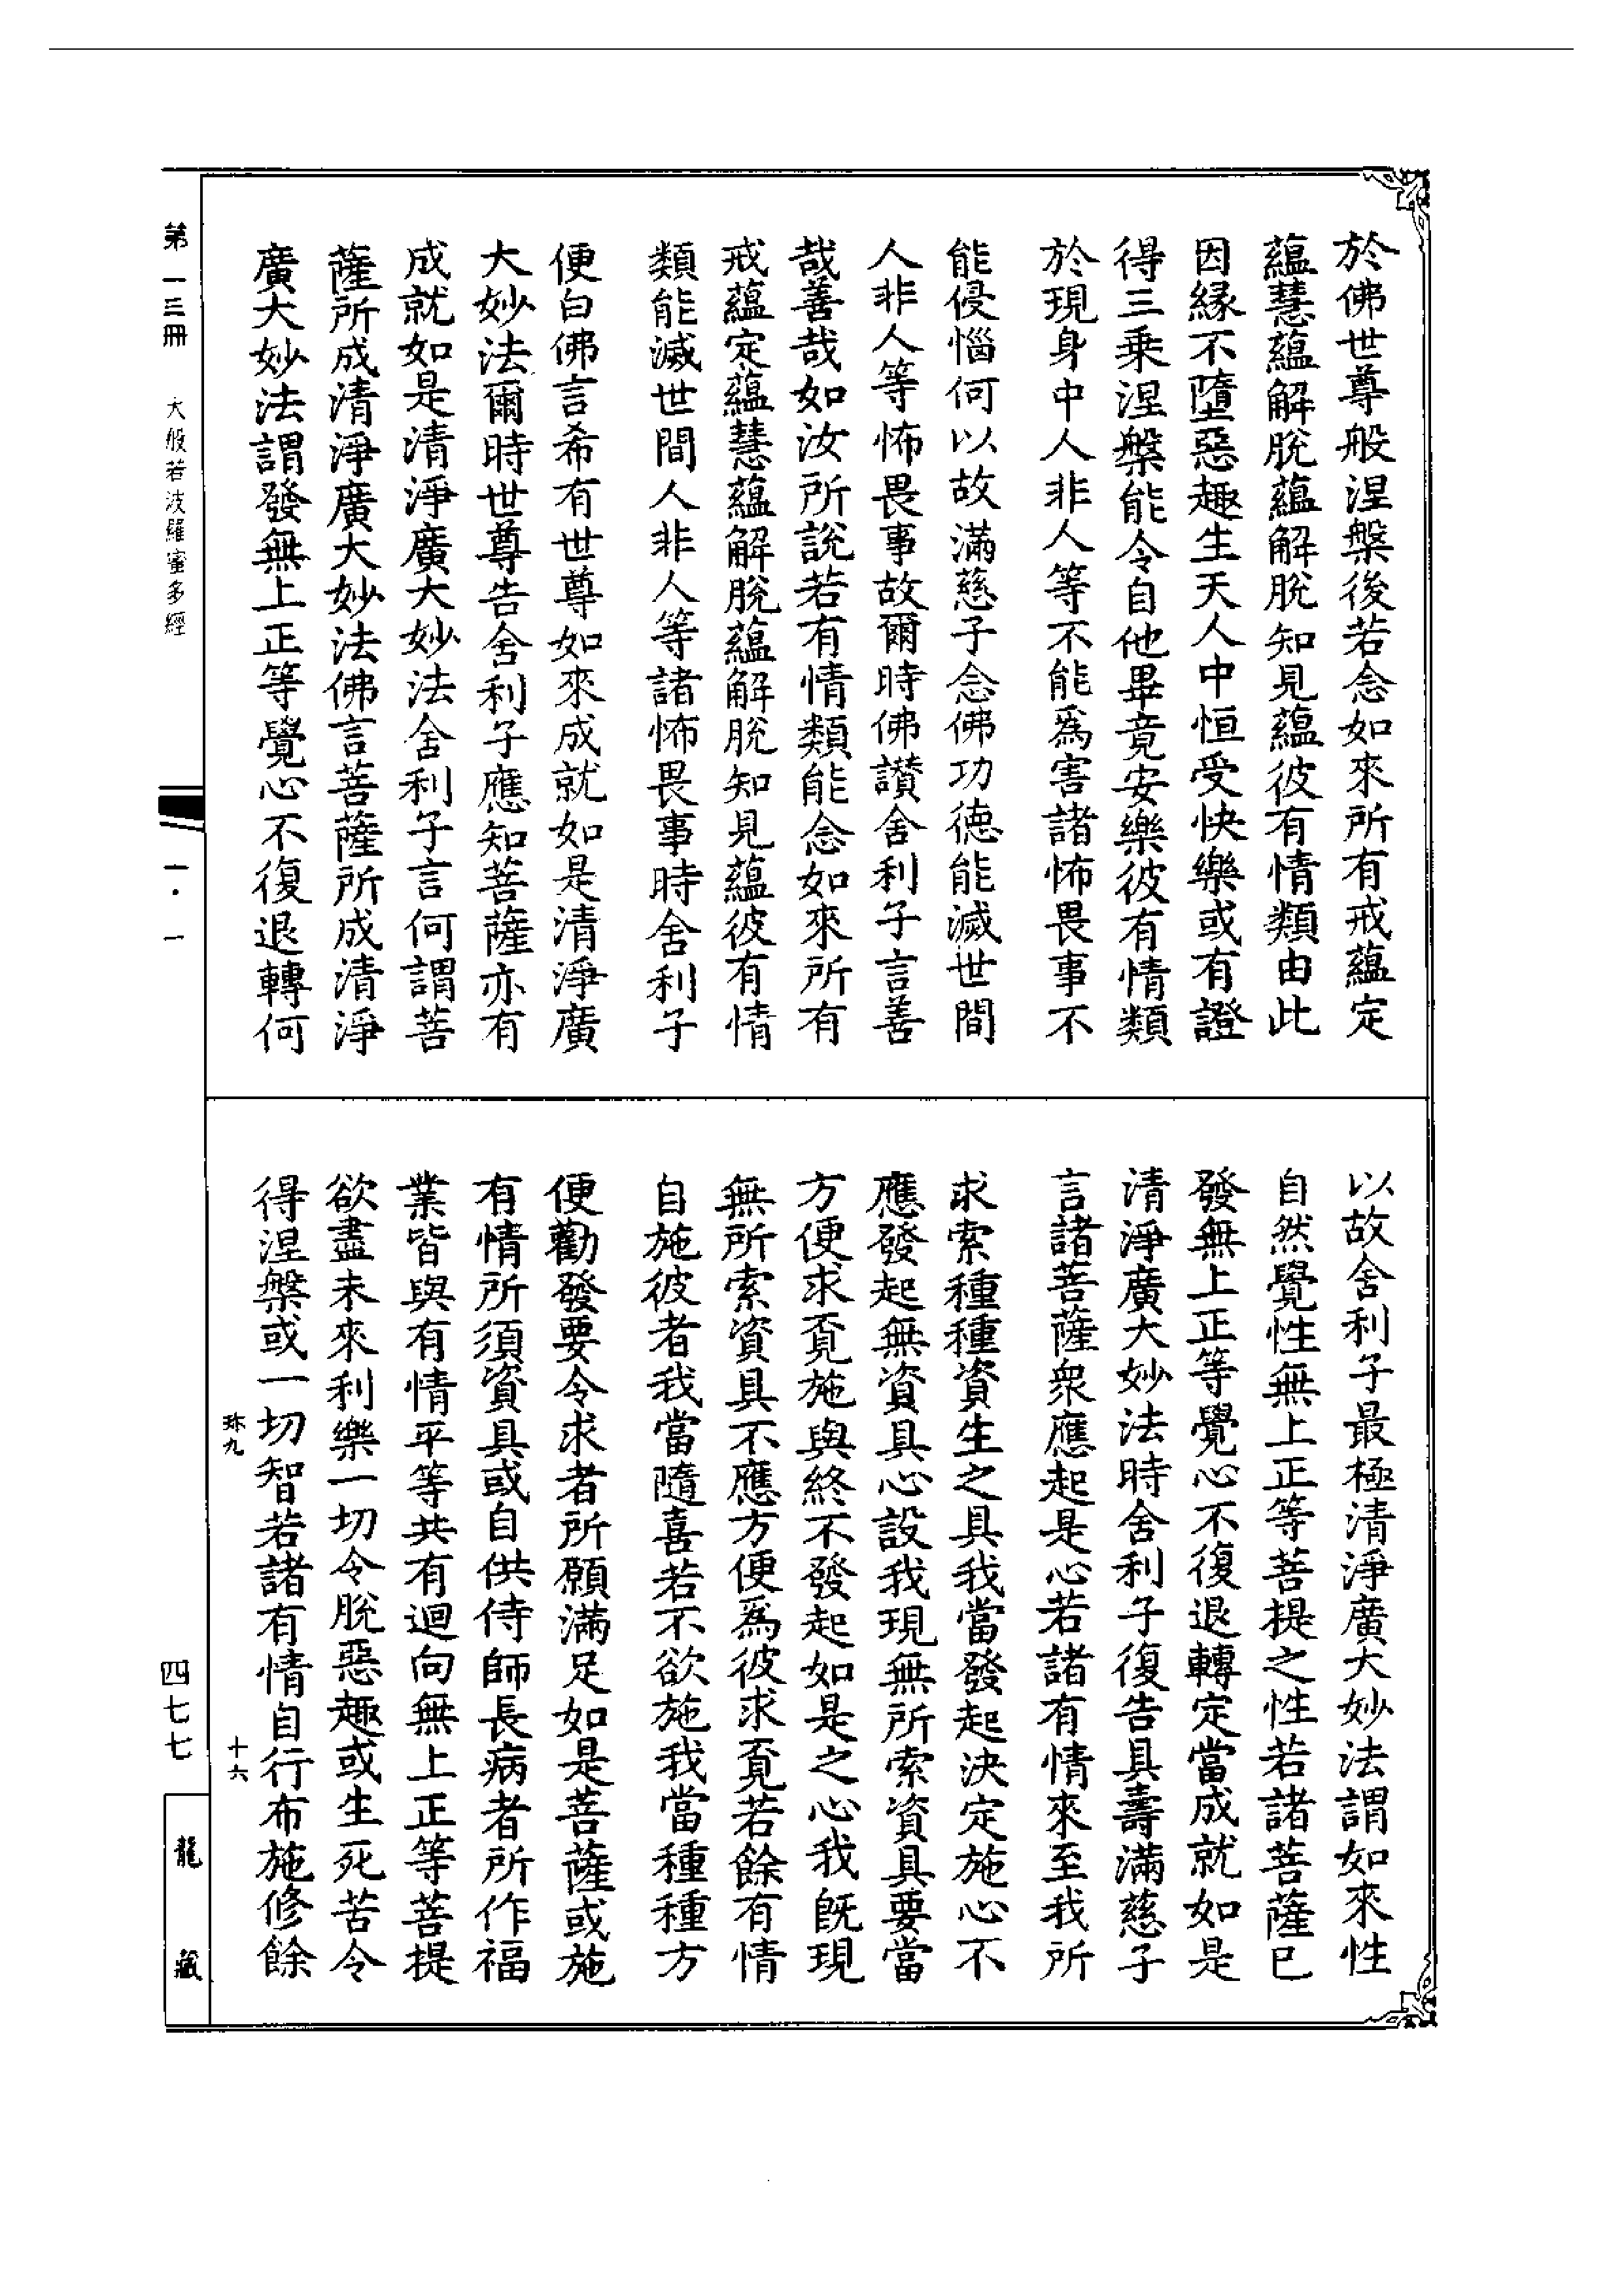 於佛世尊般涅槃後若念如來所有戒蘊定
蘊慧蘊解脫蘊解脫知見蘊彼有情類由此
因緣不墮惡趣生天人中恒受快樂或有證
得三乘涅槃能令自他畢竟安樂彼有情類
於現身中人非人等不能爲害諸怖畏事不
能侵惱何以故滿慈子念佛功德能滅世間
人非人等怖畏事故爾時佛讃舍利子言善
哉善哉如汝所說若有情類能念如來所有
戒蘊定蘊慧蘊解脫蘊解脫知見蘊彼有情
類能滅世間人非人等諸怖畏事時舍利子
便白佛言希有世尊如來成就如是清淨廣
大妙法爾時世尊告舍利子應知菩薩亦有
成就如是清淨廣大妙法舍利子言何謂菩
薩所成清淨廣大妙法佛言菩薩所成清淨
廣大妙法謂發無上正等覺心不復退轉何
以故舍利子最極清淨廣大妙法謂如來性
自然覺性無上正等菩提之性若諸菩薩已
發無上正等覺心不復退轉定當成就如是
清淨廣大妙法時舍利子復告具壽滿慈子
言諸菩薩衆應起是心若諸有情來至我所
求索種種資生之具我當發起決定施心不
應發起無資具心設我現無所索資具要當
方便求覔施與終不發起如是之心我既現
無所索資具不應方便爲彼求覔若餘有情
自施彼者我當隨喜若不欲施我當種種方
便勸發要令求者所願滿足如是菩薩或施
有情所須資具或自供侍師長病者所作福
業皆與有情平等共有迴向無上正等菩提
欲盡未來利樂一切令脫惡趣或生死苦令
得涅槃或一切智若諸有情自行布施修餘
珎九
十六
第一三冊
大般若波羅蜜多經
一·一
四七七
龍藏